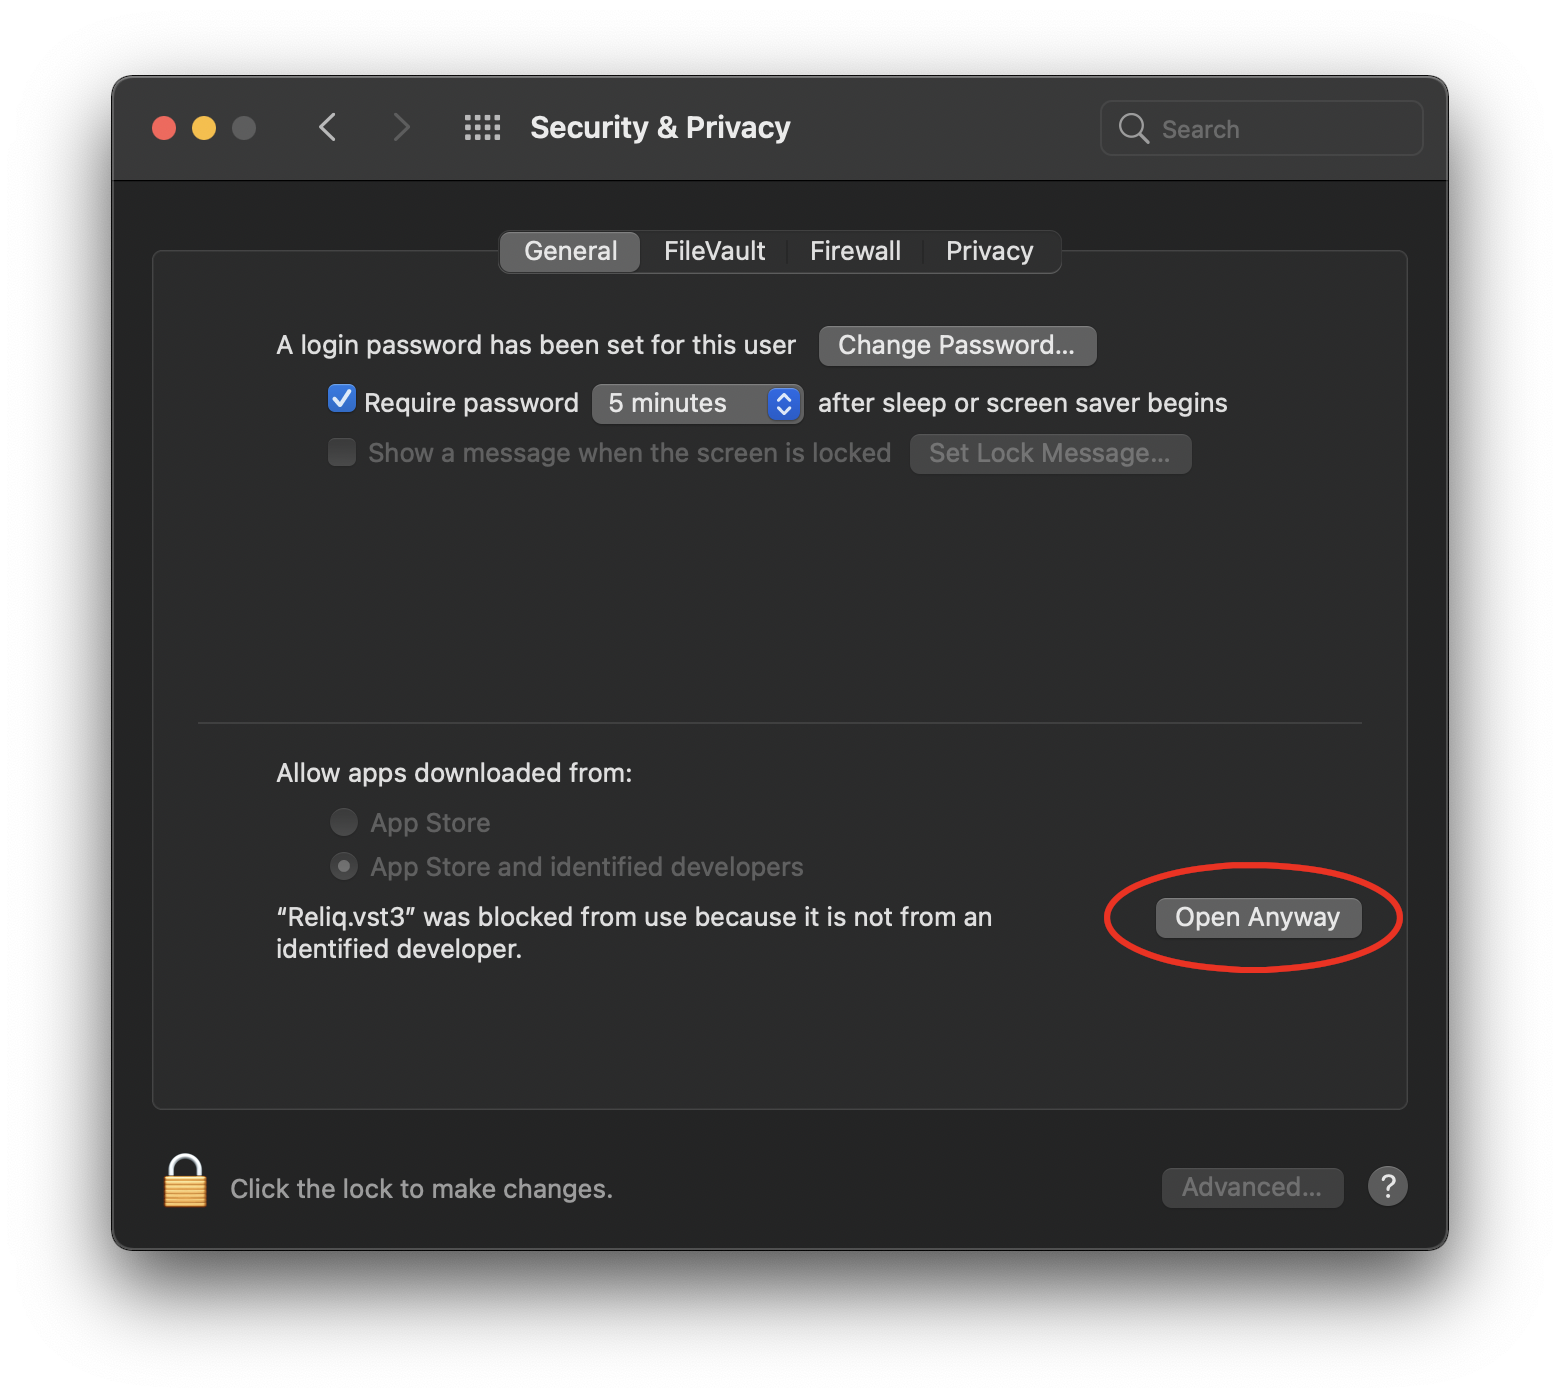 Security & Privacy
Search
General
FileVault
Firewall
Privacy
A login password has been set for this user
Change Password...
Require password
5 minutes
after sleep or screen saver begins
Show a message when the screen is locked
Set Lock Message...
Allow apps downloaded from:
App Store
App Store and identified developers
“Reliq.vst3” was blocked from use because it is not from an
identified developer.
Open Anyway
Click the lock to make changes.
Advanced...
?